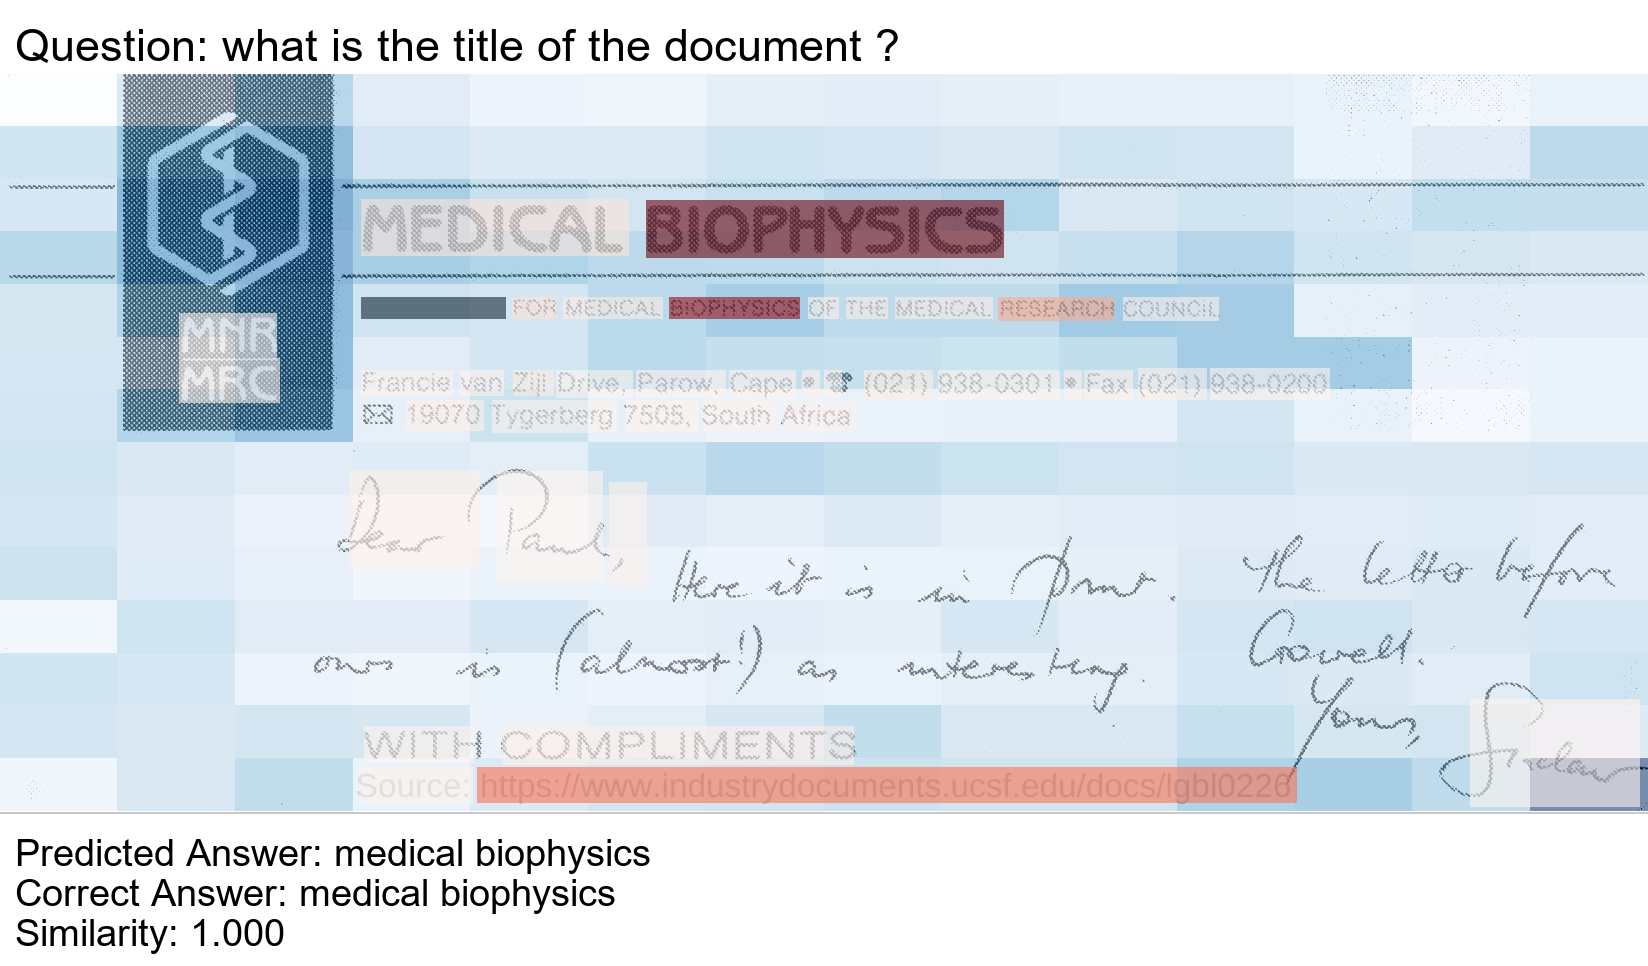 Question: what is the title of the document ?
MEDICAL BIOPHYSICS
FOR MEDICAL BIOPHYSICS OF THE MEDICAL RESEARCH COUNCIL
MNR
MRC
Francie van Zijl Drive, Parow, Cape • (021) 938-0301 • Fax (021) 938-0200
19070 Tygerberg 7505, South Africa
Dear Paul,
Here it is in print. The letter before
ours is (almost!) as interesting. Crowell.
Yours,
WITH COMPLIMENTS
Source: https://www.industrydocuments.ucsf.edu/docs/lgbl0226
Predicted Answer: medical biophysics
Correct Answer: medical biophysics
Similarity: 1.000